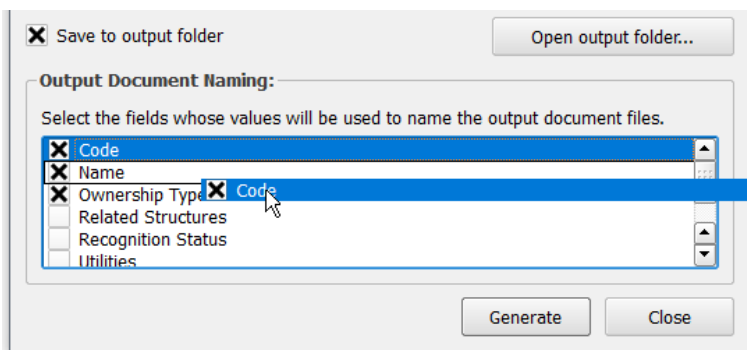 Save to output folder
Open output folder...
Output Document Naming:
Select the fields whose values will be used to name the output document files.
Code
Name
Ownership Type
Code
Related Structures
Recognition Status
Utilities
Generate
Close